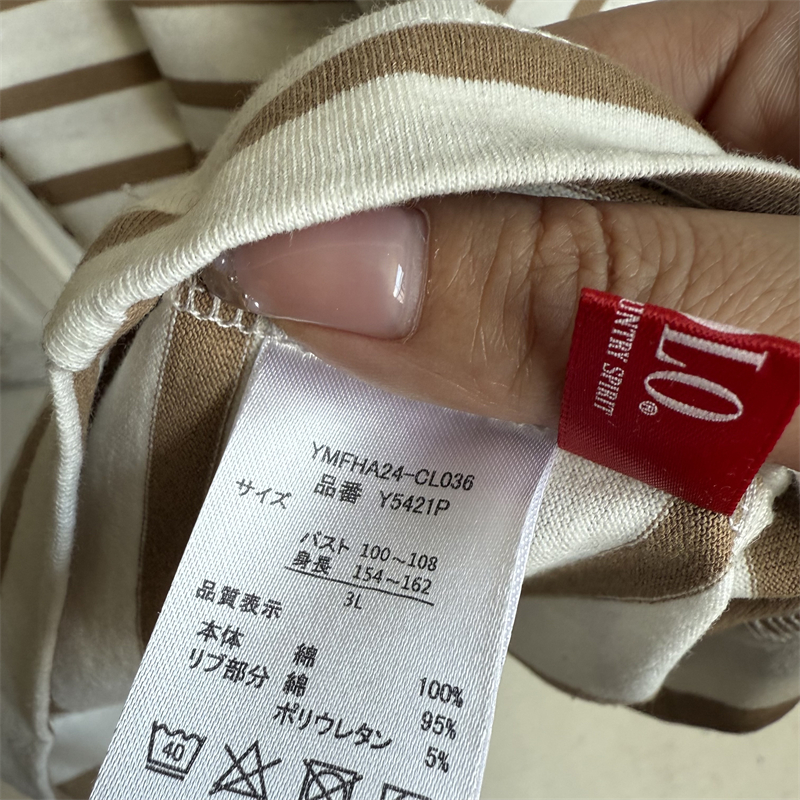 YMFHA24-CL036
品番 Y5421P
サイズ
バスト 100~108
身長 154~162
3L
品質表示
本体 綿 100%
リブ部分 綿 95%
ポリウレタン 5%
40
LO.®
UNTRY SPIRIT